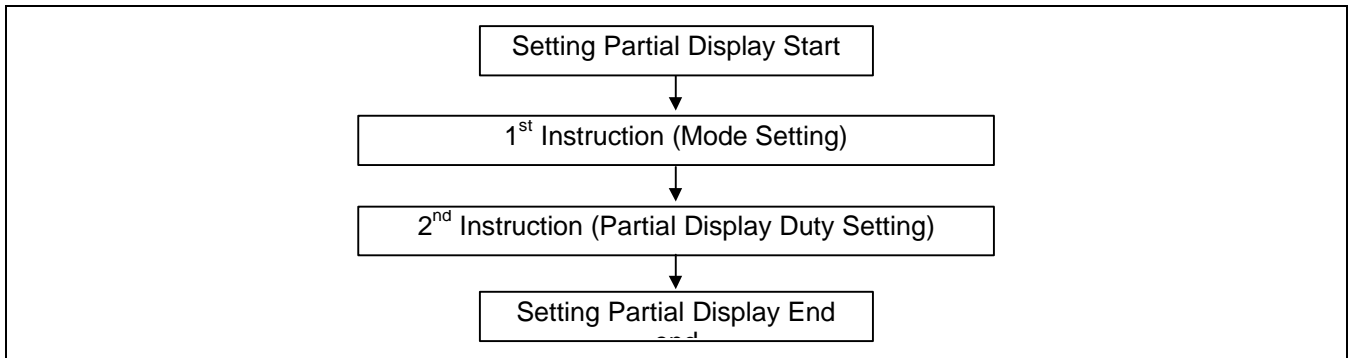 Setting Partial Display Start
1st Instruction (Mode Setting)
2nd Instruction (Partial Display Duty Setting)
Setting Partial Display End